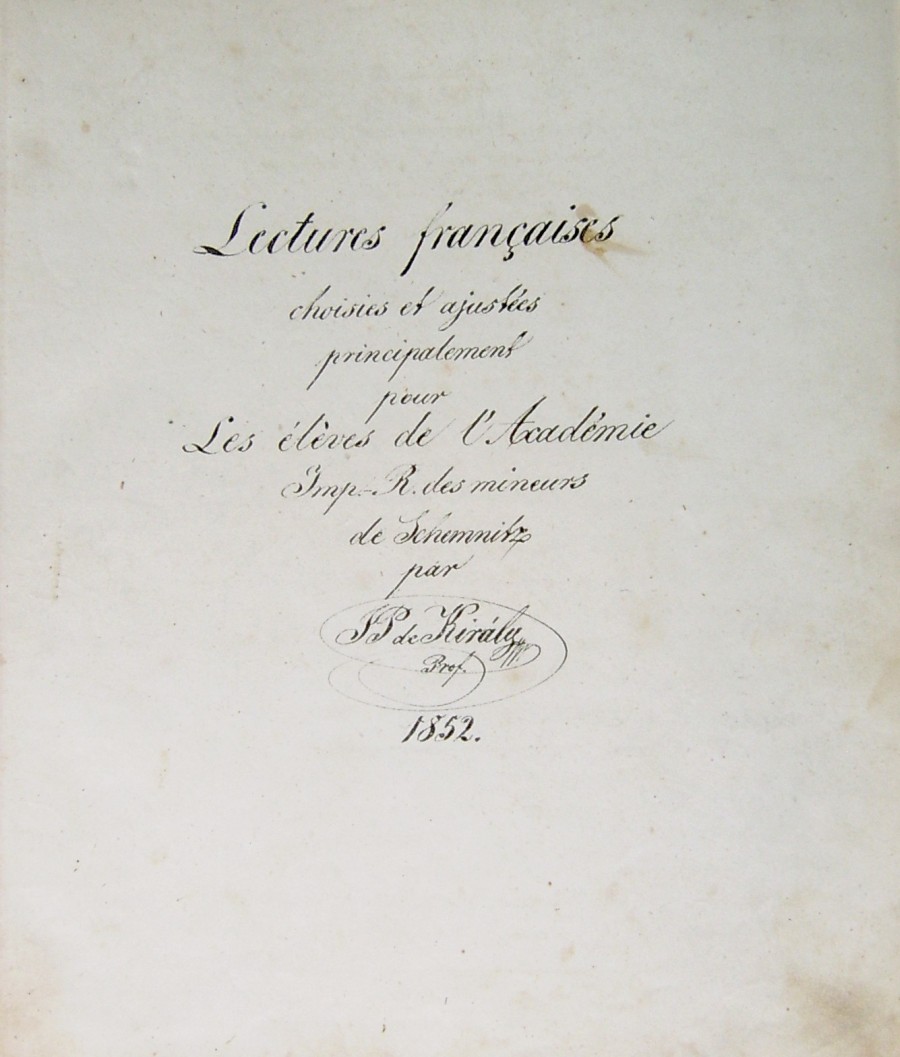 Lectures françaises
choisies et ajustées
principalement
pour
Les élèves de l'Académie
Imp.-R. des mineurs
de Schemnitz
par
JP de Király
Prof.
1852.